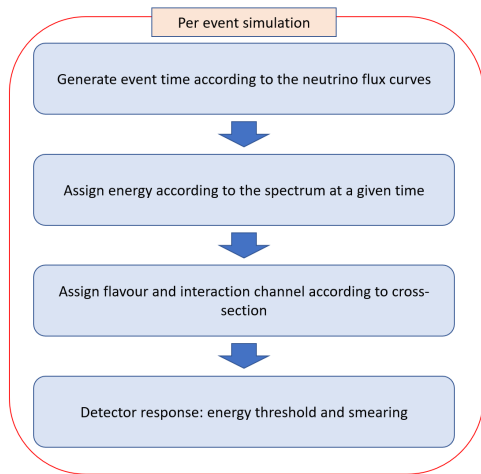 Per event simulation
Generate event time according to the neutrino flux curves
Assign energy according to the spectrum at a given time
Assign flavour and interaction channel according to cross-
section
Detector response: energy threshold and smearing